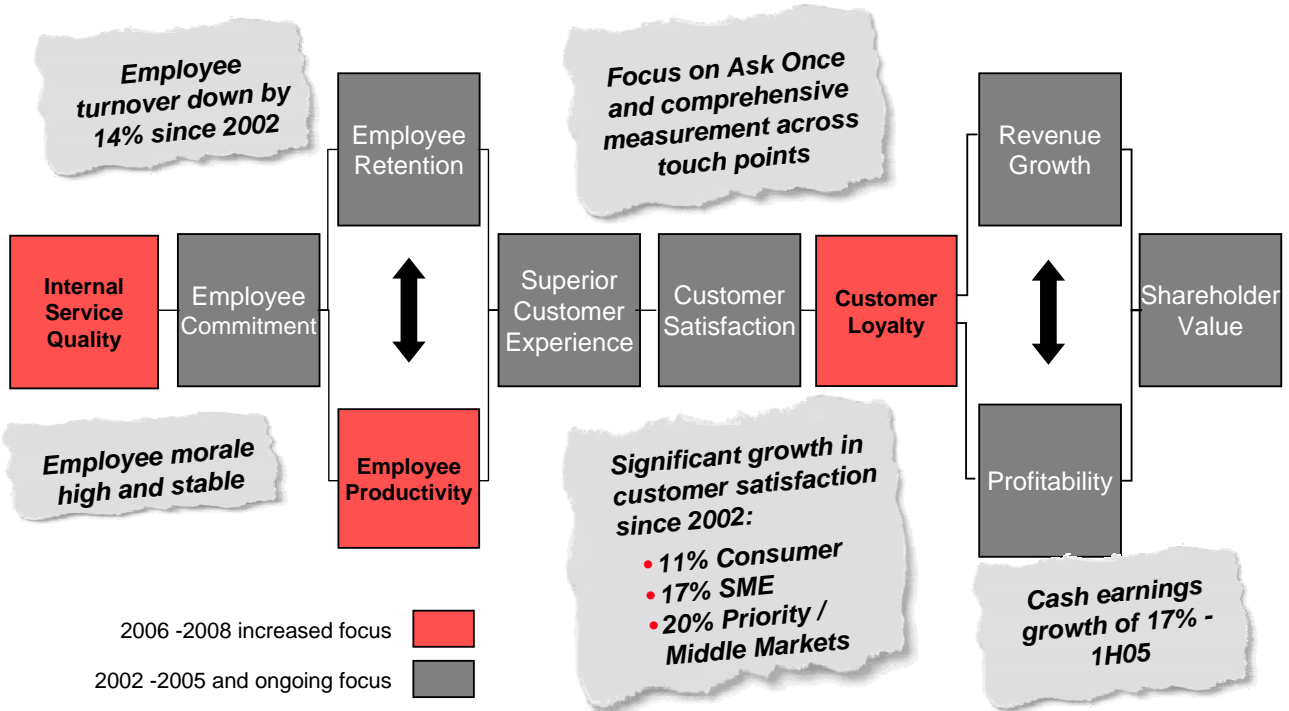 Employee
turnover down by
14% since 2002
Focus on Ask Once
and comprehensive
measurement across
touch points
Employee
Retention
Revenue
Growth
Internal
Service
Quality
Employee
Commitment
Superior
Customer
Experience
Customer
Satisfaction
Customer
Loyalty
Shareholder
Value
Employee morale
high and stable
Employee
Productivity
Significant growth in
customer satisfaction
since 2002:
• 11% Consumer
• 17% SME
• 20% Priority /
Middle Markets
Profitability
Cash earnings
growth of 17% -
1H05
2006 -2008 increased focus
2002 -2005 and ongoing focus